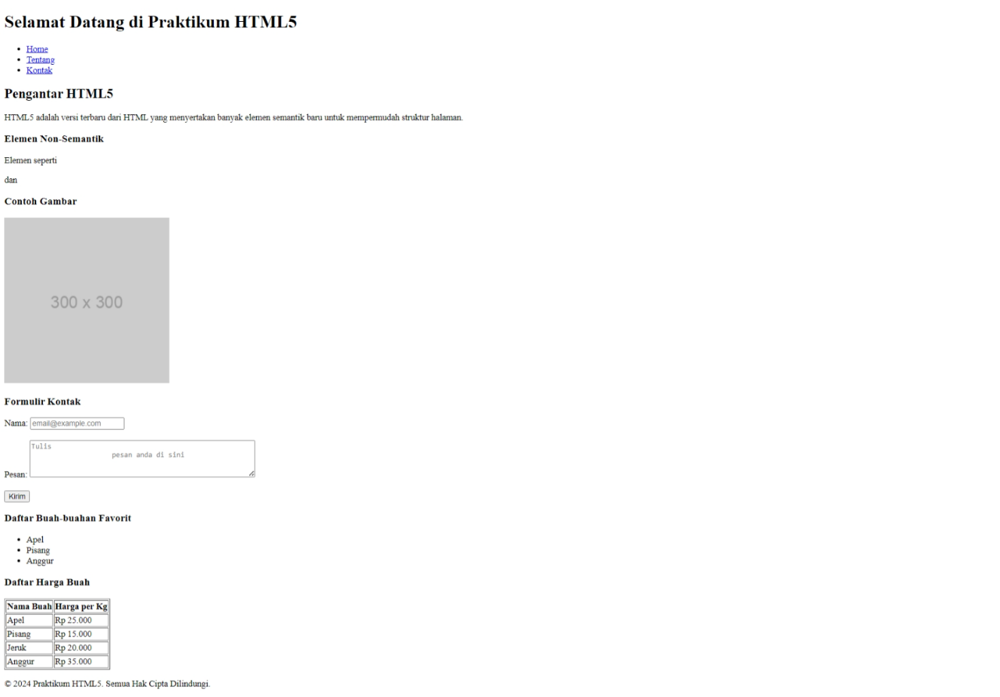 Selamat Datang di Praktikum HTML5
Home
Tentang
Kontak
Pengantar HTML5
HTML5 adalah versi terbaru dari HTML yang menyertakan banyak elemen semantik baru untuk mempermudah struktur halaman.
Elemen Non-Semantik
Elemen seperti
dan
Contoh Gambar
300 x 300
Formulir Kontak
Nama: email@example.com
Tulis
pesan anda di sini
Pesan:
Kirim
Daftar Buah-buahan Favorit
Apel
Pisang
Anggur
Daftar Harga Buah
Nama Buah Harga per Kg
Apel Rp 25.000
Pisang Rp 15.000
Jeruk Rp 20.000
Anggur Rp 35.000
© 2024 Praktikum HTML5. Semua Hak Cipta Dilindungi.